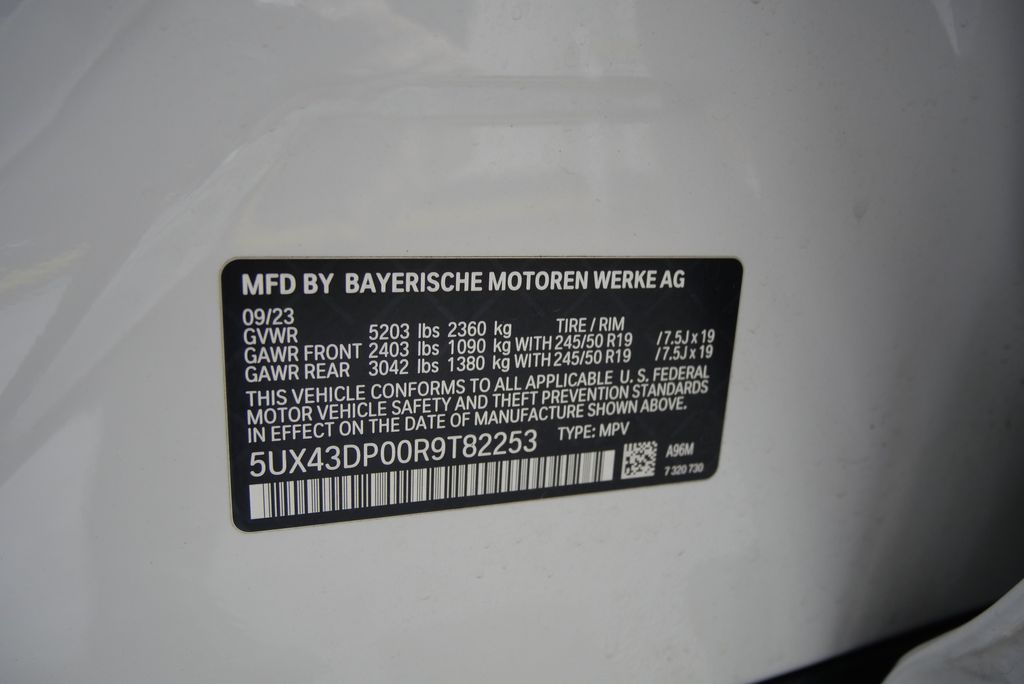 MFD BY BAYERISCHE MOTOREN WERKE AG
09/23
GVWR 5203 lbs 2360 kg TIRE / RIM
GAWR FRONT 2403 lbs 1090 kg WITH 245/50 R19 /7.5J x 19
GAWR REAR 3042 lbs 1380 kg WITH 245/50 R19 /7.5J x 19
THIS VEHICLE CONFORMS TO ALL APPLICABLE U. S. FEDERAL
MOTOR VEHICLE SAFETY AND THEFT PREVENTION STANDARDS
IN EFFECT ON THE DATE OF MANUFACTURE SHOWN ABOVE.
5UX43DP00R9T82253 TYPE: MPV
A96M
7 320 730